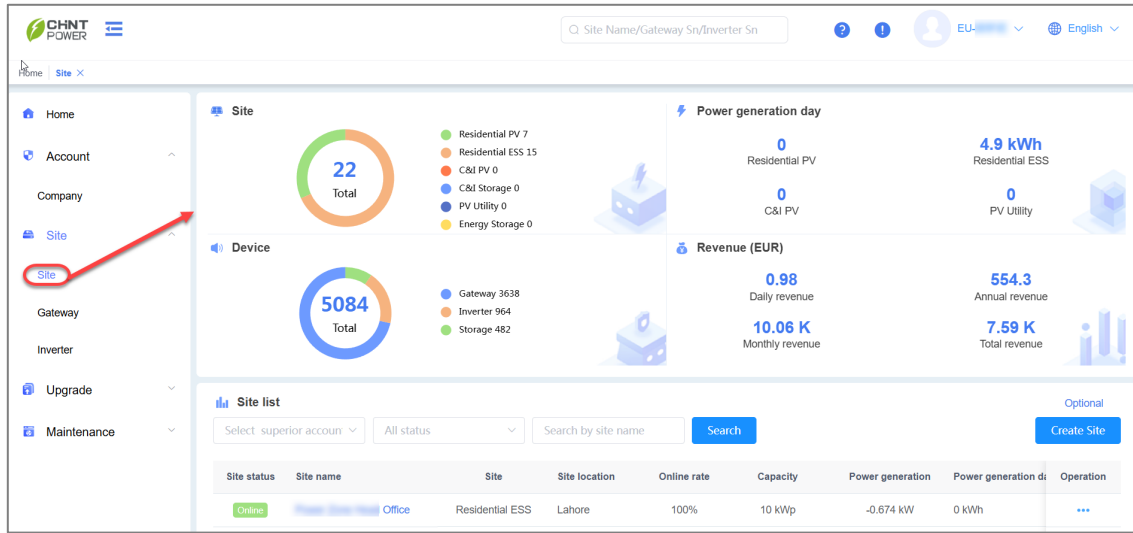 CHNT
POWER
Site Name/Gateway Sn/Inverter Sn
EU-
English
Home
Site
Home
Account
Company
Site
Site
Gateway
Inverter
Upgrade
Maintenance
Site
22
Total
Residential PV 7
Residential ESS 15
C&I PV 0
C&I Storage 0
PV Utility 0
Energy Storage 0
Power generation day
0
Residential PV
4.9 kWh
Residential ESS
0
C&I PV
0
PV Utility
Device
5084
Total
Gateway 3638
Inverter 964
Storage 482
Revenue (EUR)
0.98
Daily revenue
554.3
Annual revenue
10.06 K
Monthly revenue
7.59 K
Total revenue
Site list
Optional
Select superior accoun
All status
Search by site name
Search
Create Site
Site status Site name Site Site location Online rate Capacity Power generation Power generation da Operation
Online Office Residential ESS Lahore 100% 10 kWp -0.674 kW 0 kWh